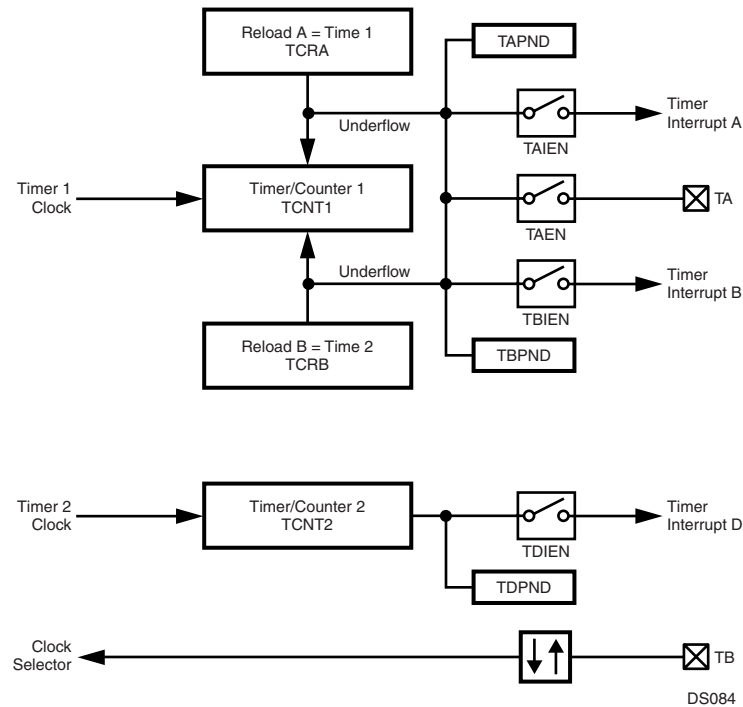 Reload A = Time 1
TCRA
TAPND
Underflow
Timer
Interrupt A
TAIEN
Timer 1
Clock
Timer/Counter 1
TCNT1
TA
TAEN
Underflow
Timer
Interrupt B
TBIEN
Reload B = Time 2
TCRB
TBPND
Timer 2
Clock
Timer/Counter 2
TCNT2
Timer
Interrupt D
TDIEN
TDPND
Clock
Selector
TB
DS084